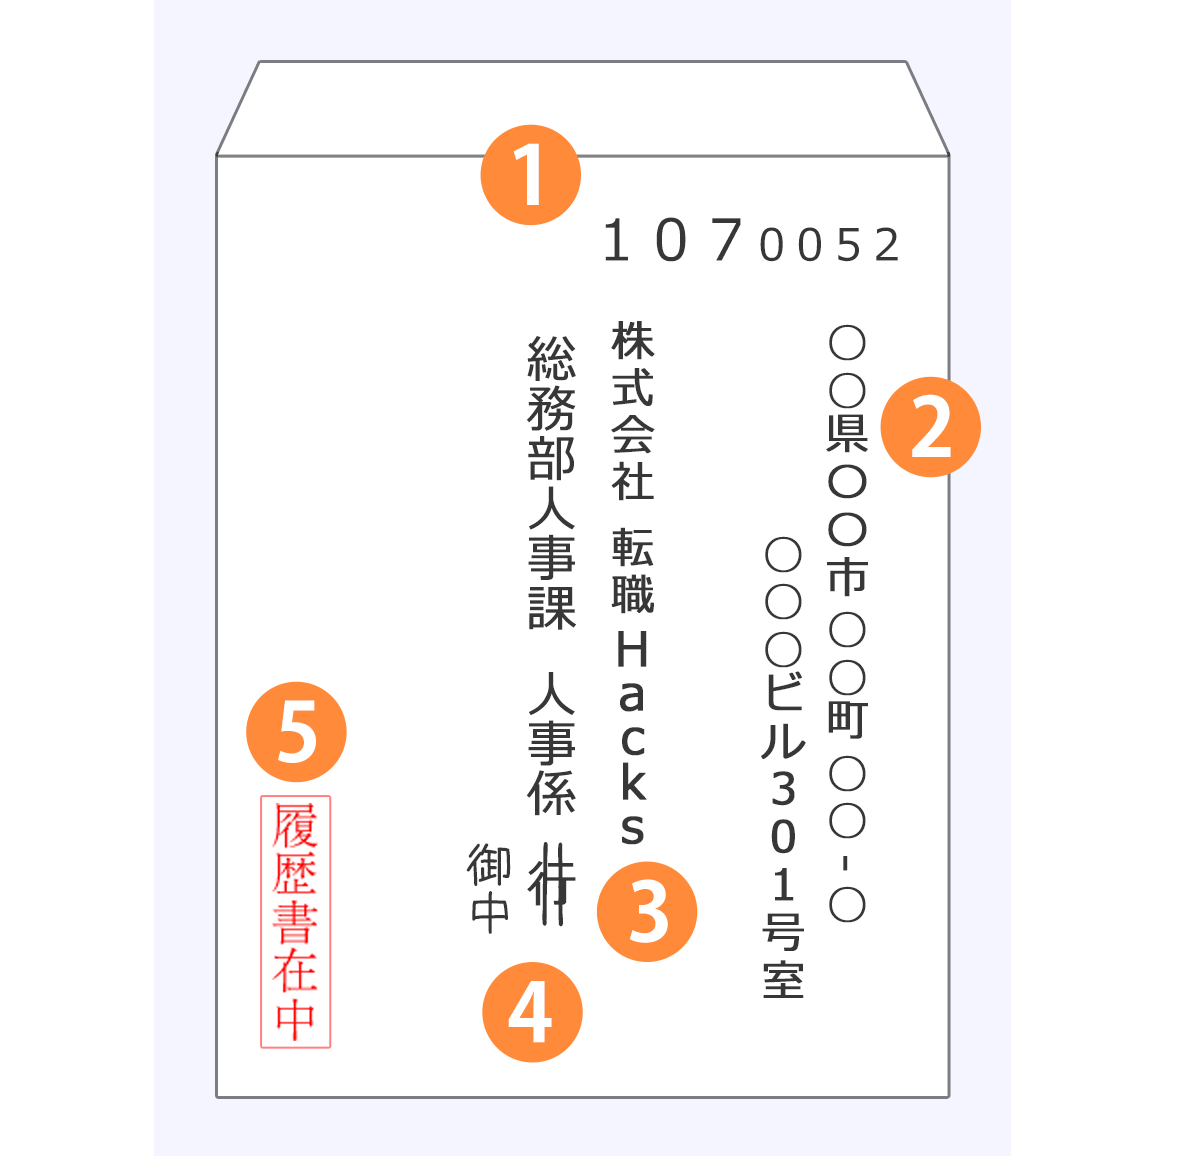 1
1070052
2
○○県○○市○○町○○-○
○○○ビル301号室
株式会社 転職Hacks
3
総務部人事課 人事係 行
御中
4
5
履歴書在中